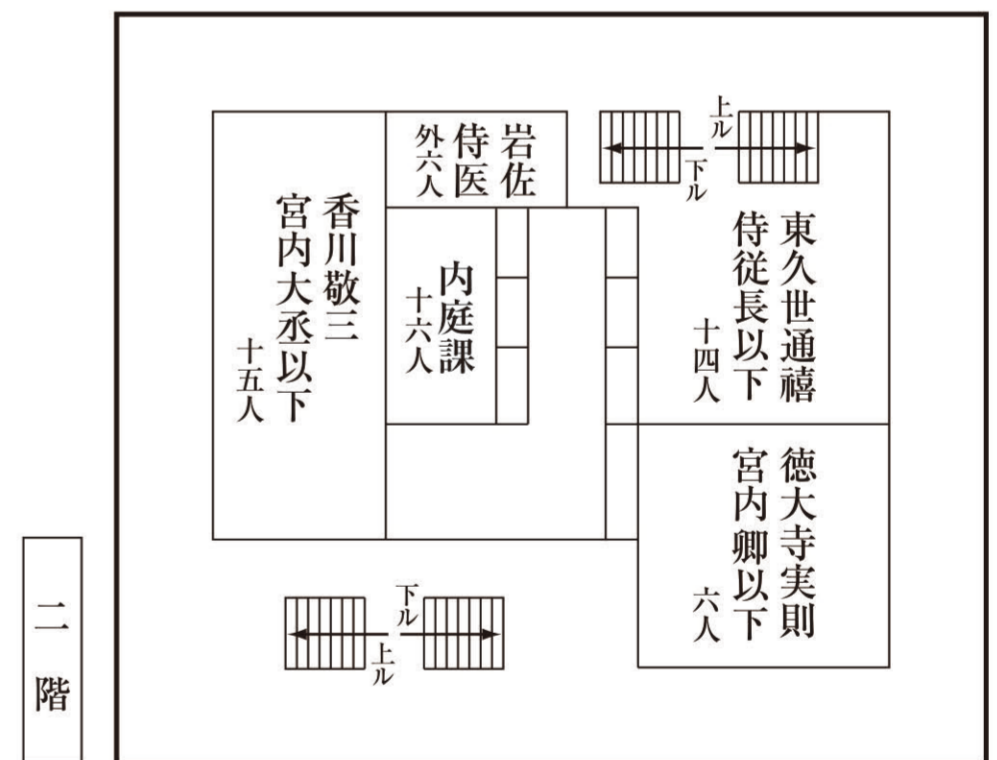 上ル
下ル
東久世通禧
侍従長以下
十四人
徳大寺実則
宮内卿以下
六人
岩佐
侍医
外六人
内庭課
十六人
香川敬三
宮内大丞以下
十五人
下ル
上ル
二階